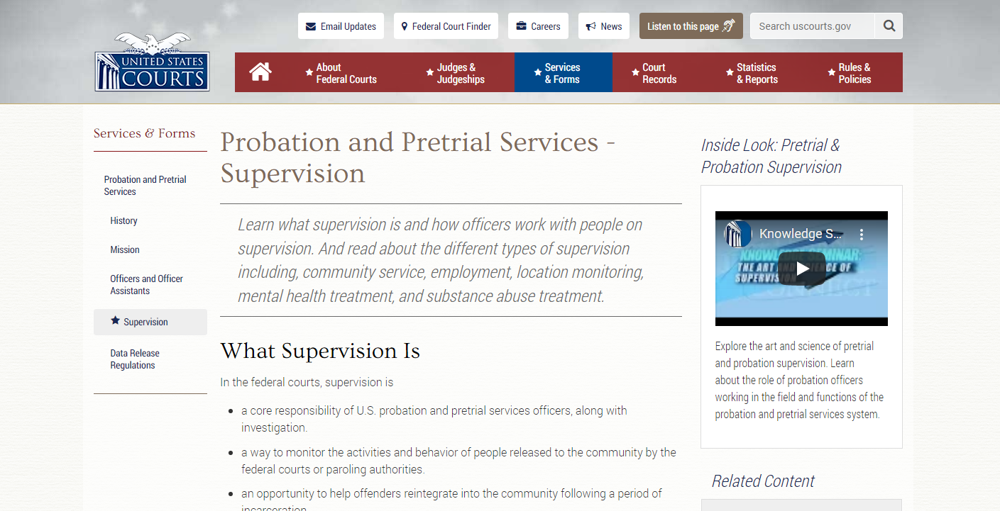 Email Updates
Federal Court Finder
Careers
News
Listen to this page
Search uscourts.gov
UNITED STATES
COURTS
About
Federal Courts
Judges &
Judgeships
Services
& Forms
Court
Records
Statistics
& Reports
Rules &
Policies
Services & Forms
Probation and Pretrial
Services
History
Mission
Officers and Officer
Assistants
Supervision
Data Release
Regulations
Probation and Pretrial Services -
Supervision
Learn what supervision is and how officers work with people on
supervision. And read about the different types of supervision
including, community service, employment, location monitoring,
mental health treatment, and substance abuse treatment.
What Supervision Is
In the federal courts, supervision is
a core responsibility of U.S. probation and pretrial services officers, along with
investigation.
a way to monitor the activities and behavior of people released to the community by the
federal courts or paroling authorities.
an opportunity to help offenders reintegrate into the community following a period of
incarceration.
Inside Look: Pretrial &
Probation Supervision
Knowledge S...
KNOWLEDGE SEMINAR:
THE ART AND SCIENCE OF
SUPERVISION
CONNECT
Explore the art and science of pretrial
and probation supervision. Learn
about the role of probation officers
working in the field and functions of the
probation and pretrial services system.
Related Content